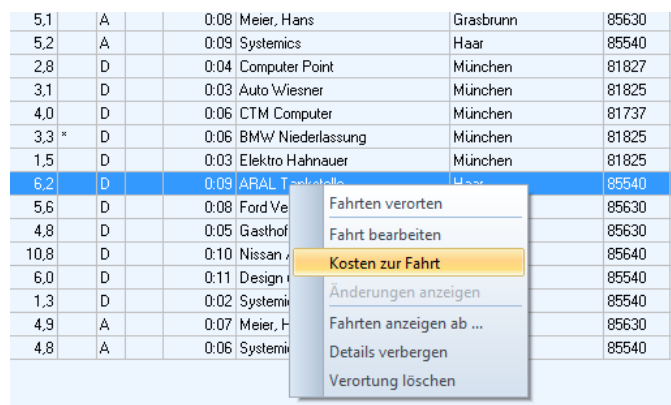 5,1 A 0:08 Meier, Hans Grasbrunn 85630
5,2 A 0:09 Systemics Haar 85540
2,8 D 0:04 Computer Point München 81827
3,1 D 0:03 Auto Wiesner München 81825
4,0 D 0:06 CTM Computer München 81737
3,3 * D 0:06 BMW Niederlassung München 81825
1,5 D 0:03 Elektro Hahnauer München 81825
6,2 D 0:09 ARAL Tankstelle Haar 85540
5,6 D 0:08 Ford Ve 85630
Fahrten verorten
4,8 D 0:05 Gasthof 85630
Fahrt bearbeiten
10,8 D 0:10 Nissan 85640
Kosten zur Fahrt
6,0 D 0:11 Design 85540
Änderungen anzeigen
1,3 D 0:02 Systemi 85540
4,9 A 0:07 Meier, H 85630
Fahrten anzeigen ab ...
4,8 A 0:06 Systemi 85540
Details verbergen
Verortung löschen